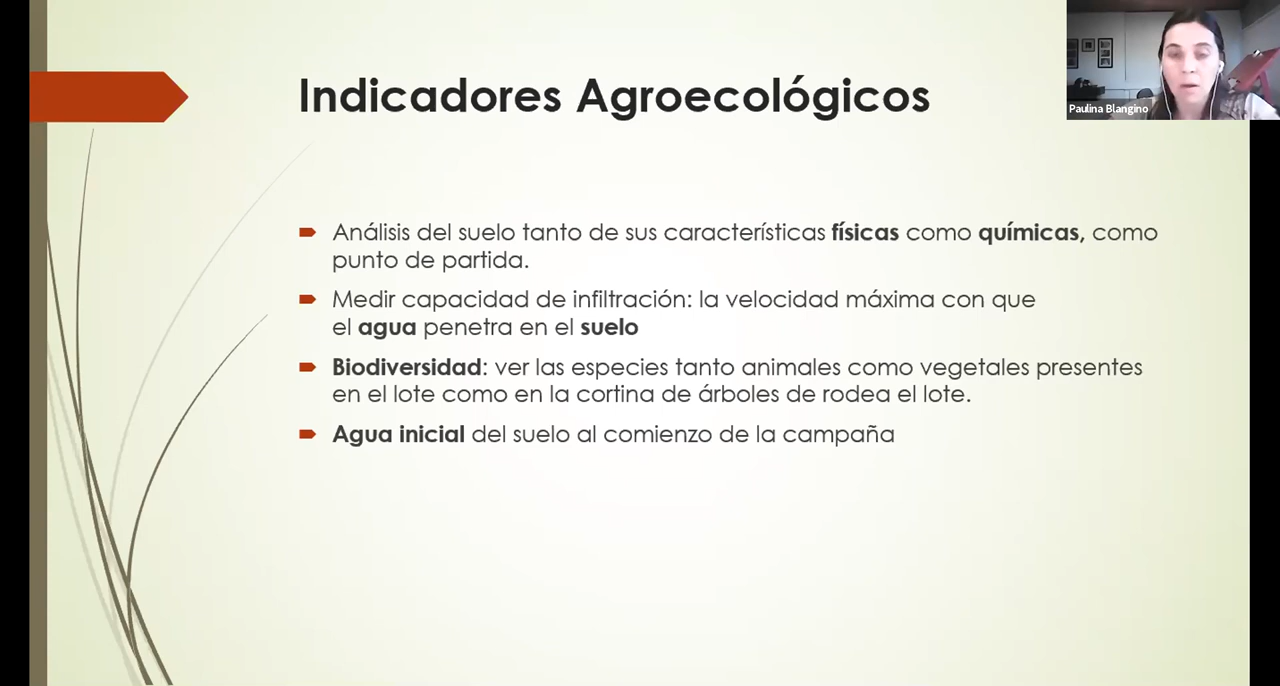 Indicadores Agroecológicos
Paulina Blangino
Análisis del suelo tanto de sus características físicas como químicas, como
punto de partida.
Medir capacidad de infiltración: la velocidad máxima con que
el agua penetra en el suelo
Biodiversidad: ver las especies tanto animales como vegetales presentes
en el lote como en la cortina de árboles de rodea el lote.
Agua inicial del suelo al comienzo de la campaña